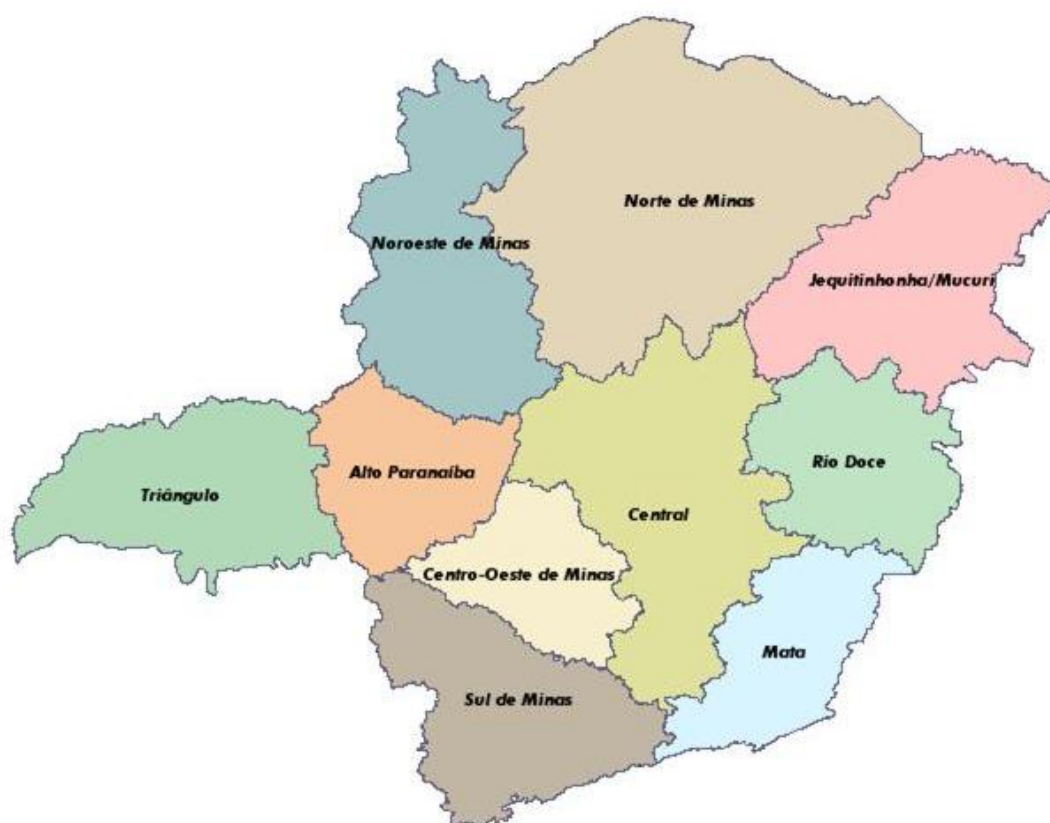 Norte de Minas
Noroeste de Minas
Jequitinhonha/Mucuri
Alto Paranaíba
Rio Doce
Triângulo
Central
Centro-Oeste de Minas
Mata
Sul de Minas